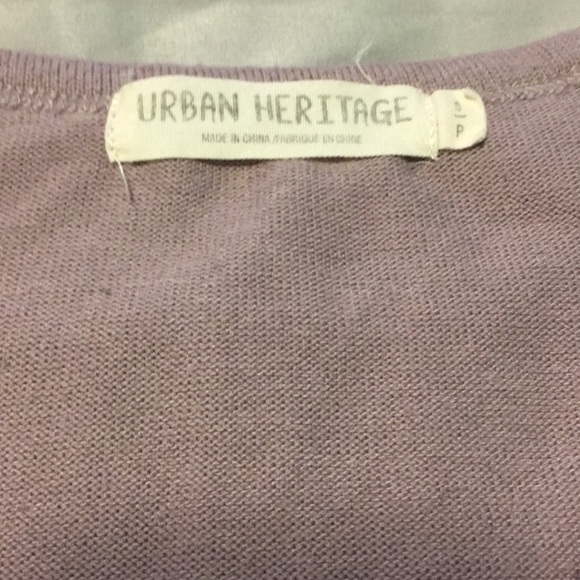 URBAN HERITAGE
MADE IN CHINA/FABRIQUÉ EN CHINE
P